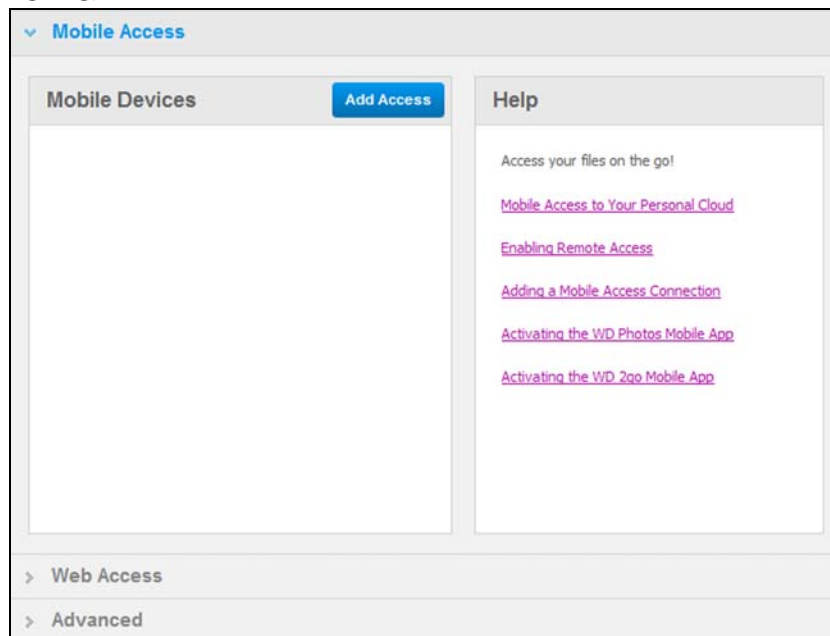 Mobile Access
Mobile Devices
Add Access
Help
Access your files on the go!
Mobile Access to Your Personal Cloud
Enabling Remote Access
Adding a Mobile Access Connection
Activating the WD Photos Mobile App
Activating the WD 2go Mobile App
Web Access
Advanced